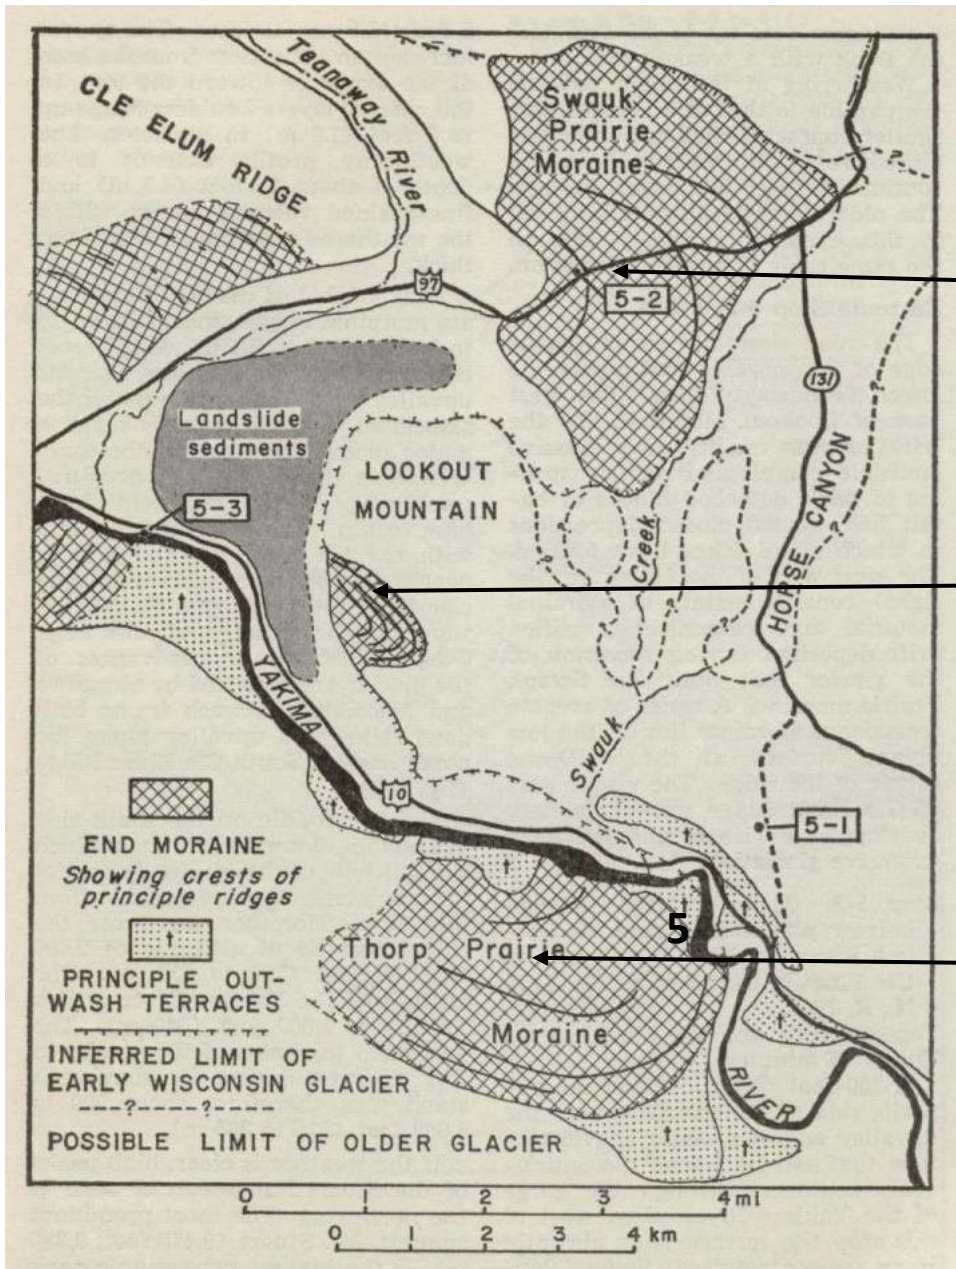 Teanaway
River
CLE ELUM RIDGE
Swauk
Prairie
Moraine
97
5-2
131
Landslide
sediments
LOOKOUT
MOUNTAIN
5-3
HORSE CANYON
Creek
Swauk
YAKIMA
10
5-1
END MORAINE
Showing crests of
principle ridges
PRINCIPLE OUT-
WASH TERRACES
INFERRED LIMIT OF
EARLY WISCONSIN GLACIER
POSSIBLE LIMIT OF OLDER GLACIER
5
Thorp Prairie
Moraine
RIVER
0 1 2 3 4 mi
0 1 2 3 4 km